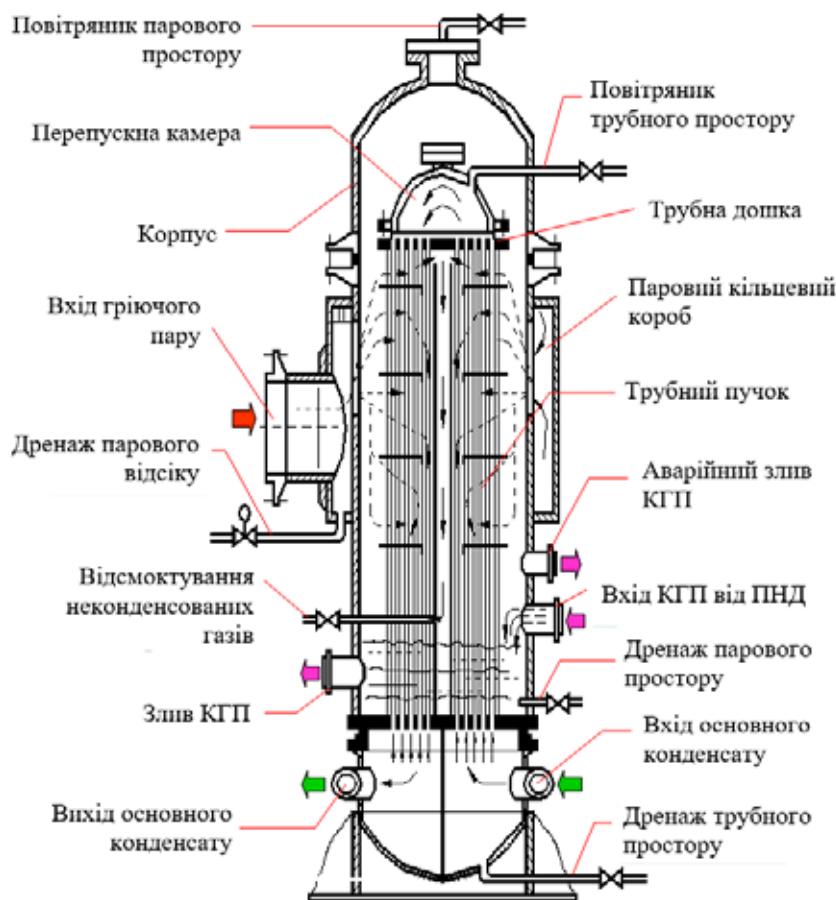 Повітряник парового
простору
Повітряник
трубного простору
Перепускна камера
Трубна дошка
Корпус
Паровий кільцевий
короб
Вхід гріючого
пару
Трубний пучок
Дренаж парового
відсіку
Аварійний злив
КГП
Відсмоктування
неконденсованих
газів
Вхід КГП від ПНД
Дренаж парового
простору
Злив КГП
Вхід основного
конденсату
Вихід основного
конденсату
Дренаж трубного
простору